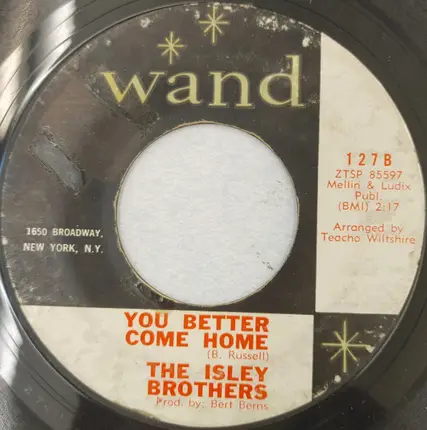 wand
127B
ZTSP 85597
Mellin & Ludix
Publ.
(BMI) 2:17
Arranged by
Teacho Wiltshire
1650 BROADWAY,
NEW YORK, N.Y.
YOU BETTER
COME HOME
(B. Russell)
THE ISLEY
BROTHERS
Prod. by: Bert Berns